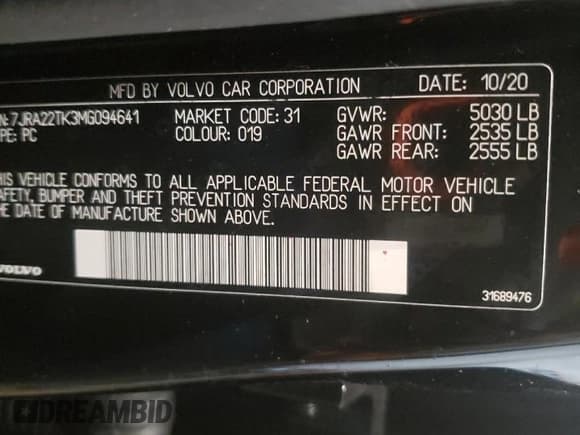 MFD BY VOLVO CAR CORPORATION DATE: 10/20
N: 7JRA22TK3MG094641 MARKET CODE: 31 GVWR: 5030 LB
YPE: PC COLOUR: 019 GAWR FRONT: 2535 LB
GAWR REAR: 2555 LB
HIS VEHICLE CONFORMS TO ALL APPLICABLE FEDERAL MOTOR VEHICLE
AFETY, BUMPER AND THEFT PREVENTION STANDARDS IN EFFECT ON
HE DATE OF MANUFACTURE SHOWN ABOVE.
VOLVO
31689476
DREAMBID